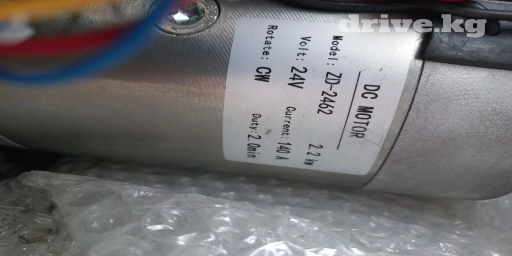 drive.kg
DC MOTOR
Model: ZD-2462 2.2 kw
Volt: 24V Current: 140 A
Rotate: CW Duty: 2.0min